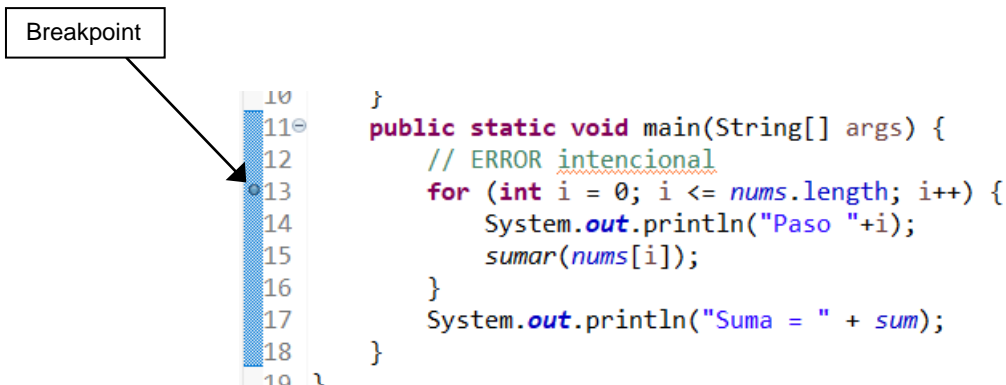 Breakpoint
10 }
11 public static void main(String[] args) {
12 // ERROR intencional
13 for (int i = 0; i <= nums.length; i++) {
14 System.out.println("Paso "+i);
15 sumar(nums[i]);
16 }
17 System.out.println("Suma = " + sum);
18 }
19 }